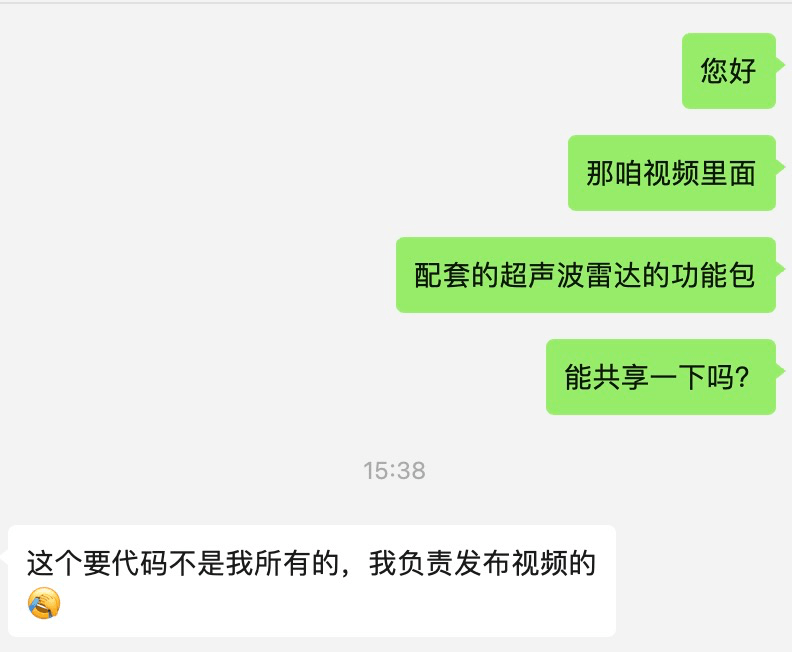 您好
那咱视频里面
配套的超声波雷达的功能包
能共享一下吗？
15:38
这个要代码不是我所有的，我负责发布视频的